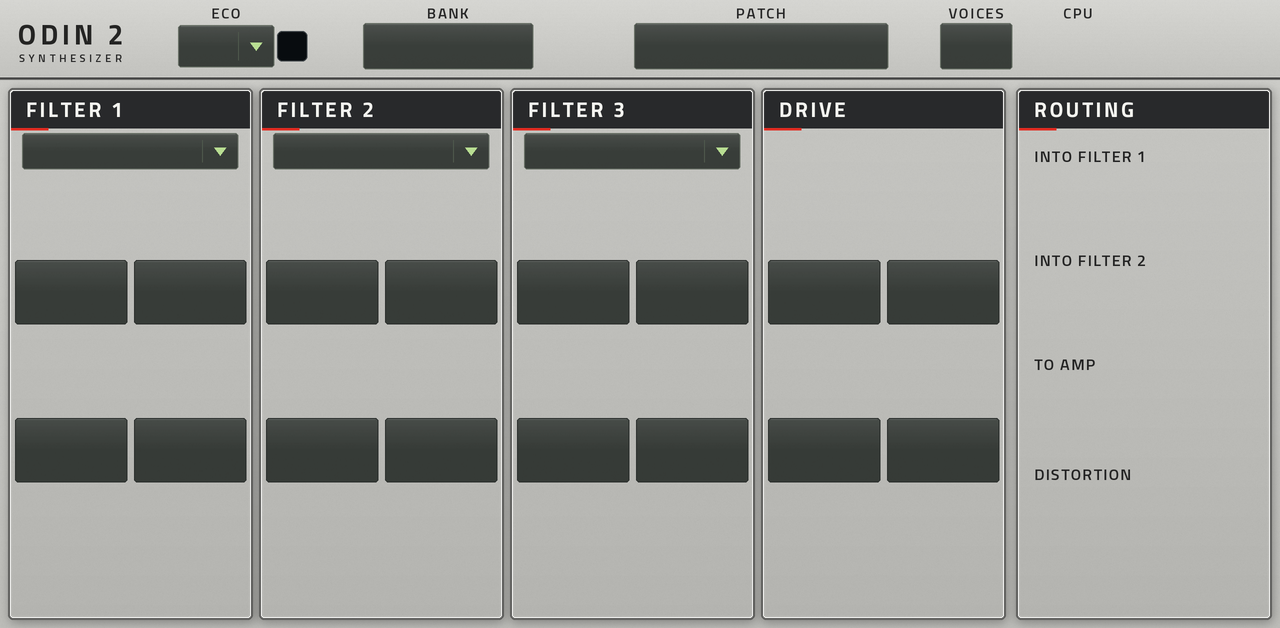 ECO
BANK
PATCH
VOICES
CPU
ODIN 2
SYNTHESIZER
FILTER 1
FILTER 2
FILTER 3
DRIVE
ROUTING
INTO FILTER 1
INTO FILTER 2
TO AMP
DISTORTION